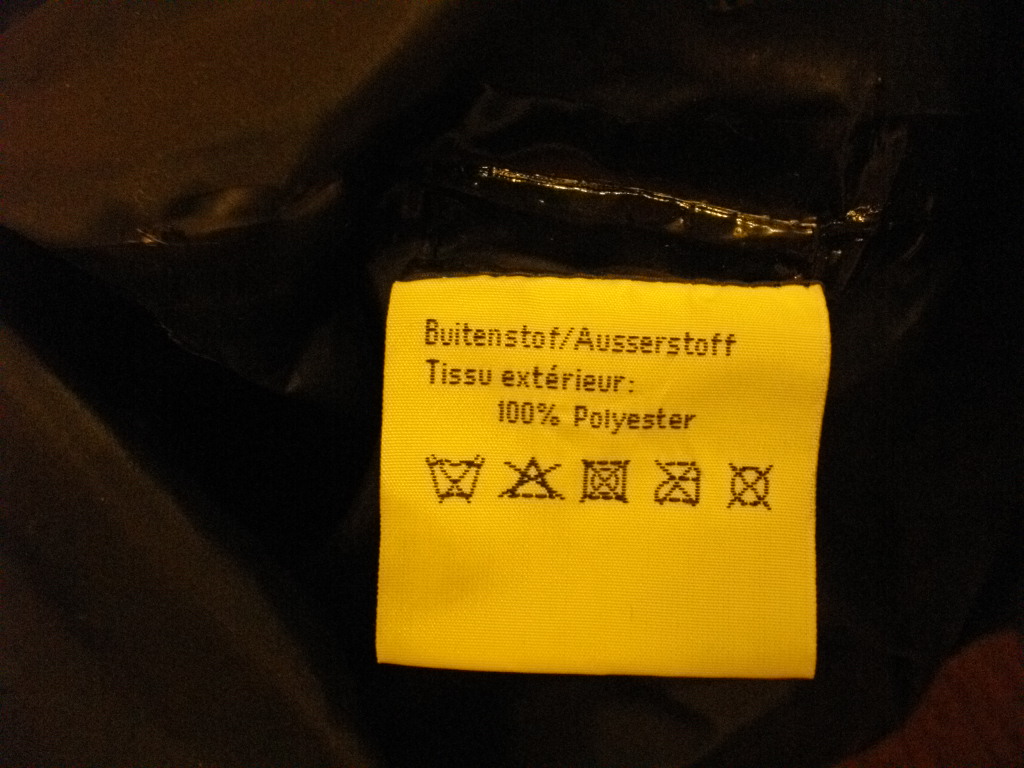 Buitenstof/Ausserstoff
Tissu extérieur:
100% Polyester